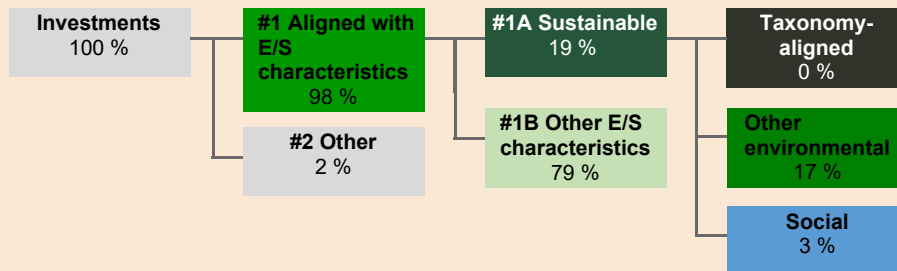 Investments
100 %
#1 Aligned with
E/S
characteristics
98 %
#2 Other
2 %
#1A Sustainable
19 %
#1B Other E/S
characteristics
79 %
Taxonomy-
aligned
0 %
Other
environmental
17 %
Social
3 %